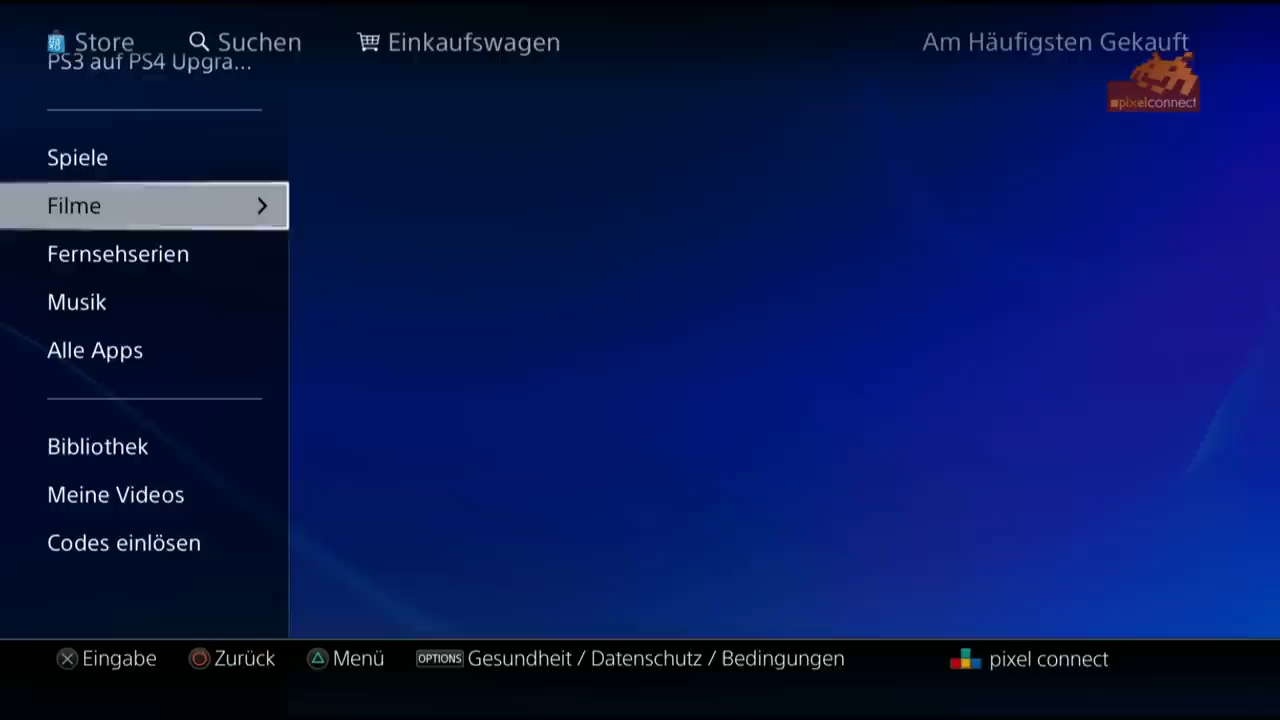 Store
Suchen
Einkaufswagen
Am Häufigsten Gekauft
PS3 auf PS4 Upgra...
pixelconnect
Spiele
Filme
Fernsehserien
Musik
Alle Apps
Bibliothek
Meine Videos
Codes einlösen
Eingabe
Zurück
Menü
OPTIONS Gesundheit / Datenschutz / Bedingungen
pixel connect